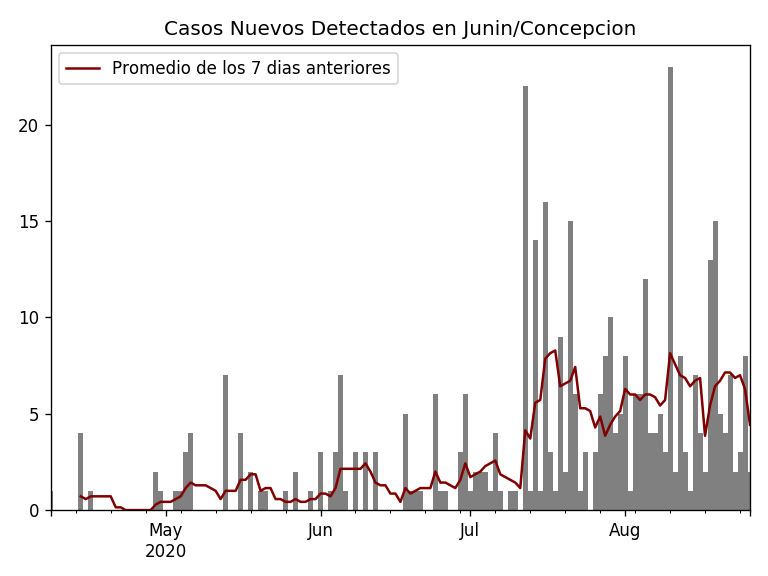 Casos Nuevos Detectados en Junin/Concepcion
Promedio de los 7 dias anteriores
20
15
10
5
0
May
2020
Jun
Jul
Aug